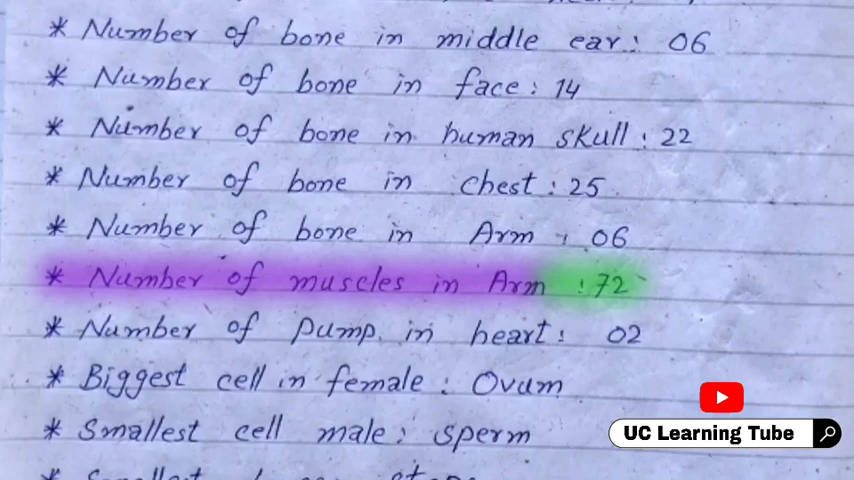 * Number of bone in middle ear: 06
* Number of bone in face: 14
* Number of bone in human skull: 22
* Number of bone in chest: 25
* Number of bone in Arm : 06
* Number of muscles in Arm :72
* Number of pump in heart: 02
* Biggest cell in female: Ovum
* Smallest cell male: sperm
UC Learning Tube